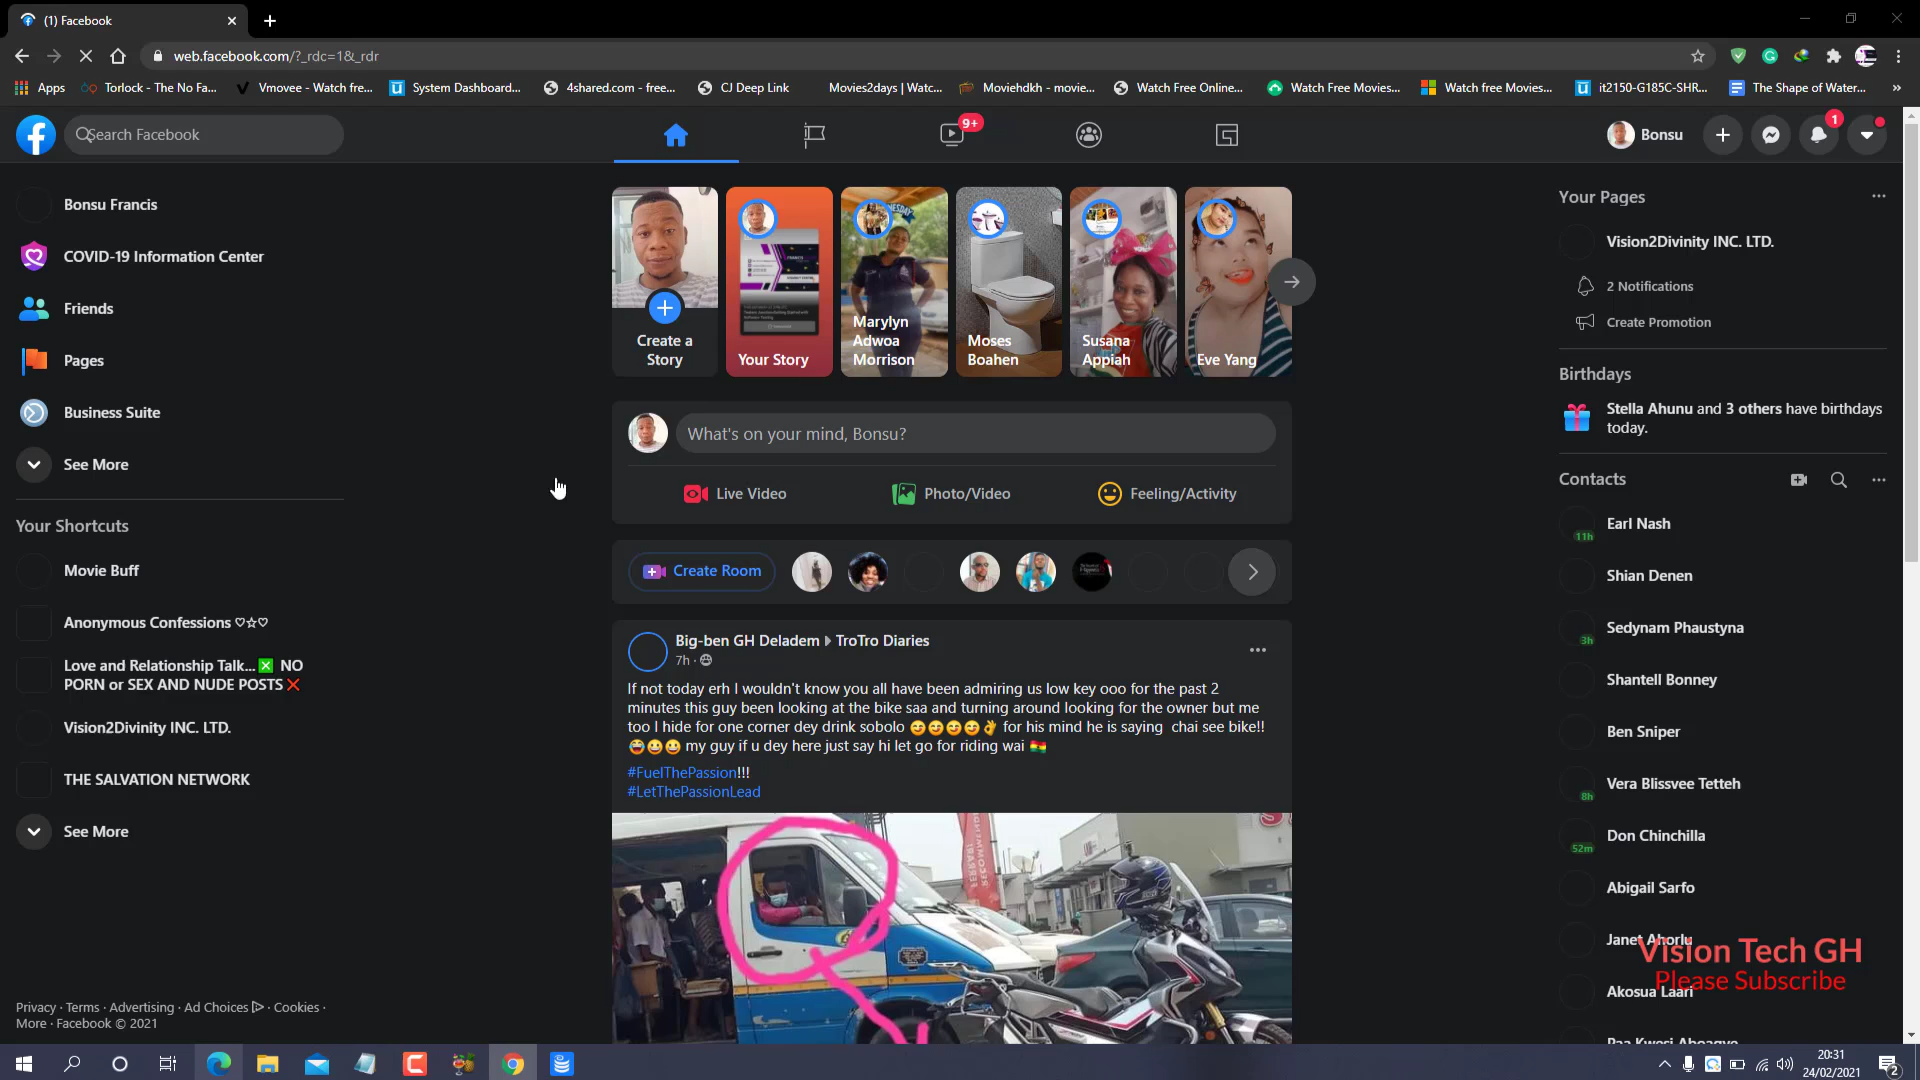 (1) Facebook
web.facebook.com/?_rdc=1&_rdr
Apps
Torlock - The No Fa...
Vmovee - Watch fre...
System Dashboard...
4shared.com - free...
CJ Deep Link
Movies2days | Watc...
Moviehdkh - movie...
Watch Free Online...
Watch Free Movies...
Watch free Movies...
it2150-G185C-SHR...
The Shape of Water...
Search Facebook
9+
Bonsu
1
Bonsu Francis
COVID-19 Information Center
Friends
Pages
Business Suite
See More
Your Shortcuts
Movie Buff
Anonymous Confessions ♡☆♡
Love and Relationship Talk...❎ NO
PORN or SEX AND NUDE POSTS ❌
Vision2Divinity INC. LTD.
THE SALVATION NETWORK
See More
Privacy · Terms · Advertising · Ad Choices · Cookies ·
More · Facebook © 2021
Create a
Story
Your Story
Marylyn
Adwoa
Morrison
Moses
Boahen
Susana
Appiah
Eve Yang
What's on your mind, Bonsu?
Live Video
Photo/Video
Feeling/Activity
Create Room
Big-ben GH Deladem ▸ TroTro Diaries
7h ·
If not today erh I wouldn't know you all have been admiring us low key ooo for the past 2
minutes this guy been looking at the bike saa and turning around looking for the owner but me
too I hide for one corner dey drink sobolo 😅😅😅😅👌 for his mind he is saying chai see bike!!
😂😀😀 my guy if u dey here just say hi let go for riding wai 🇬🇭
#FuelThePassion!!!
#LetThePassionLead
Your Pages
Vision2Divinity INC. LTD.
2 Notifications
Create Promotion
Birthdays
Stella Ahunu and 3 others have birthdays
today.
Contacts
Earl Nash
11h
Shian Denen
Sedynam Phaustyna
3h
Shantell Bonney
Ben Sniper
Vera Blissvee Tetteh
8h
Don Chinchilla
52m
Abigail Sarfo
Janet Ahorlu
Vision Tech GH
Please Subscribe
Akosua Laari
20:31
24/02/2021
2